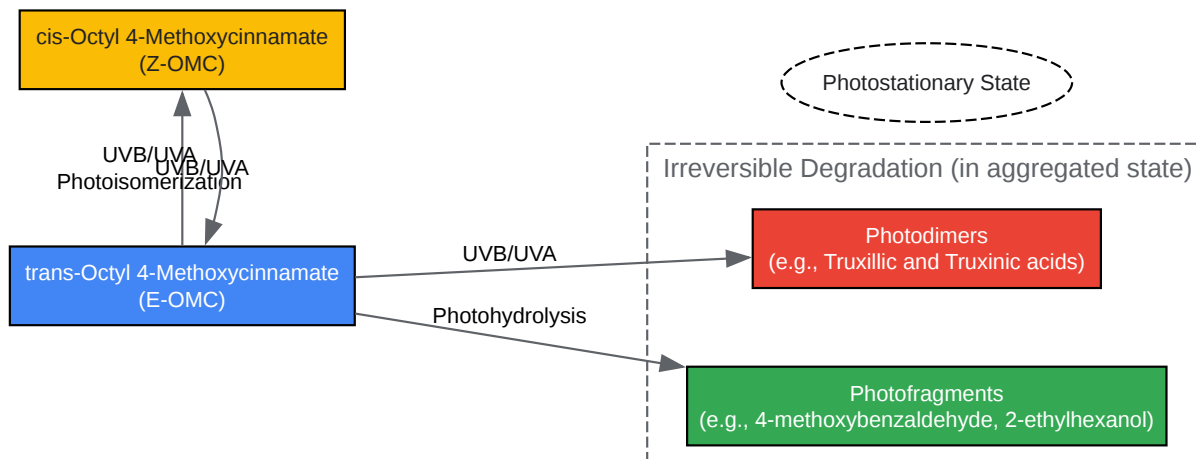 cis-Octyl 4-Methoxycinnamate
(Z-OMC)
Photostationary State
UVB/UVA
Photoisomerization
UVB/UVA
Irreversible Degradation (in aggregated state)
trans-Octyl 4-Methoxycinnamate
(E-OMC)
UVB/UVA
Photodimers
(e.g., Truxillic and Truxinic acids)
Photohydrolysis
Photofragments
(e.g., 4-methoxybenzaldehyde, 2-ethylhexanol)